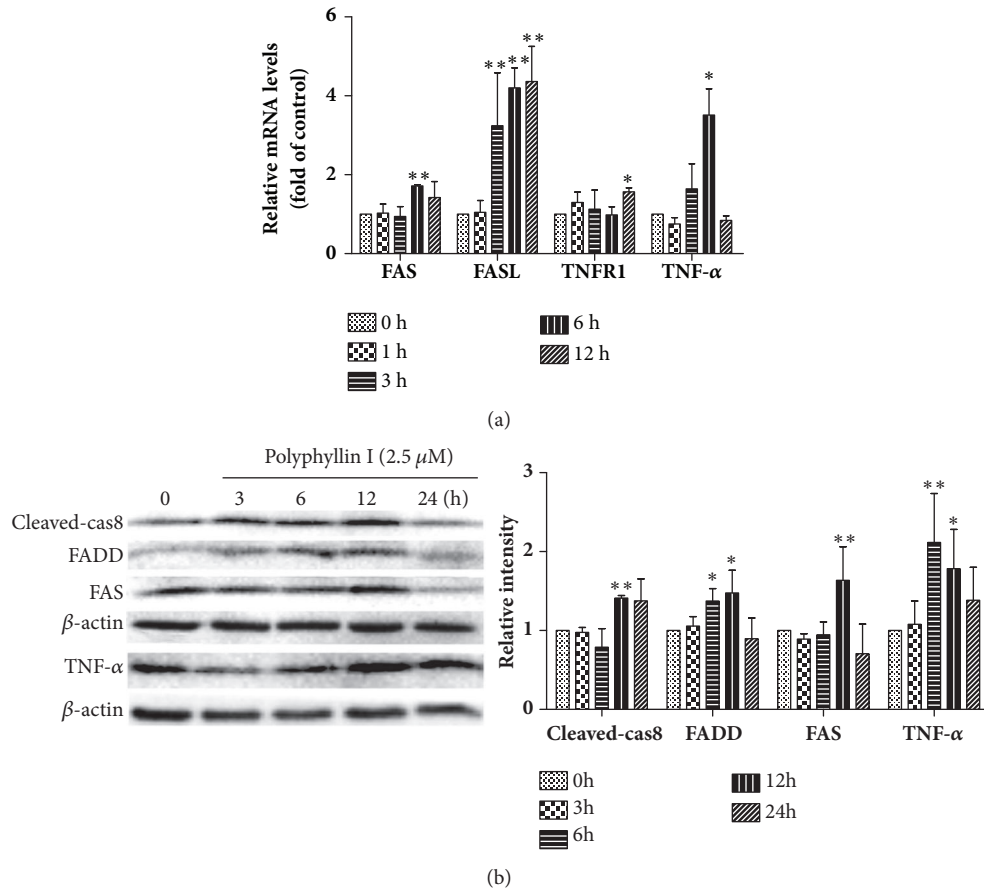 6
4
2
0
Relative mRNA levels
(fold of control)
** ** ** ** * *
FAS FASL TNFR1 TNF-α
0 h 6 h
1 h 12 h
3 h
(a)
Polyphyllin I (2.5 μM)
0 3 6 12 24 (h)
Cleaved-cas8
FADD
FAS
β-actin
TNF-α
β-actin
3
2
1
0
Relative intensity
** * * ** ** *
Cleaved-cas8 FADD FAS TNF-α
0h 12h
3h 24h
6h
(b)